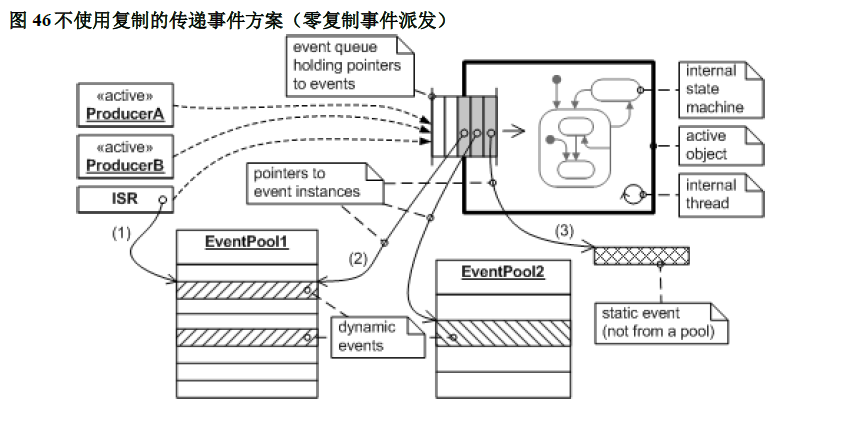 图 46不使用复制的传递事件方案（零复制事件派发）
event queue
holding pointers
to events
internal
state
machine
«active»
ProducerA
«active»
ProducerB
active
object
pointers to
event instances
ISR
internal
thread
(1)
EventPool1
(2)
(3)
EventPool2
static event
(not from a pool)
dynamic
events